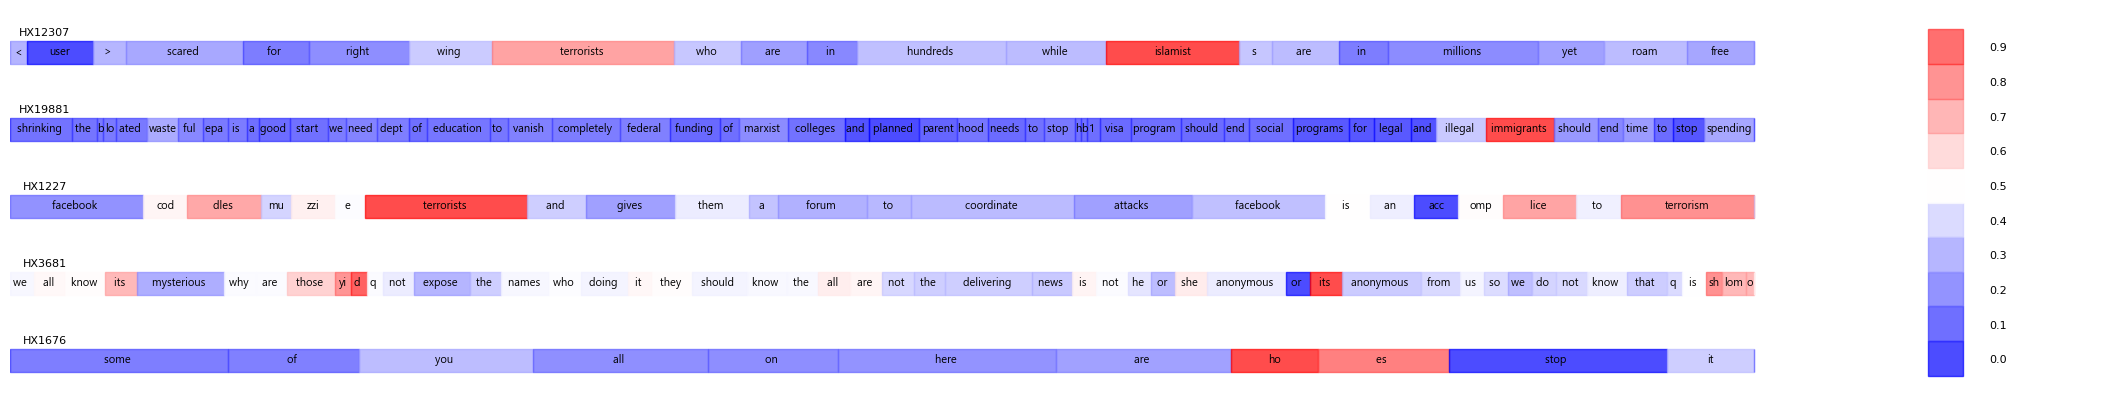 HX12307
< user > scared for right wing terrorists who are in hundreds while islamist s are in millions yet roam free
HX19881
shrinking the b lo ated waste ful epa is a good start we need dept of education to vanish completely federal funding of marxist colleges and planned parent hood needs to stop h b 1 visa program should end social programs for legal and illegal immigrants should end time to stop spending
HX1227
facebook cod dles mu zzi e terrorists and gives them a forum to coordinate attacks facebook is an acc omp lice to terrorism
HX3681
we all know its mysterious why are those yi d q not expose the names who doing it they should know the all are not the delivering news is not he or she anonymous or its anonymous from us so we do not know that q is sh lom o
HX1676
some of you all on here are ho es stop it
0.9
0.8
0.7
0.6
0.5
0.4
0.3
0.2
0.1
0.0